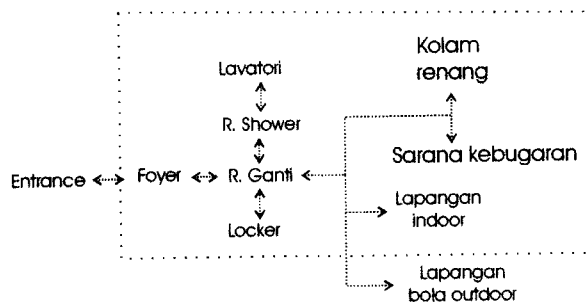 Kolam
renang
Lavatori
R. Shower
Sarana kebugaran
Entrance
Foyer
R. Ganti
Lapangan
indoor
Locker
Lapangan
bola outdoor